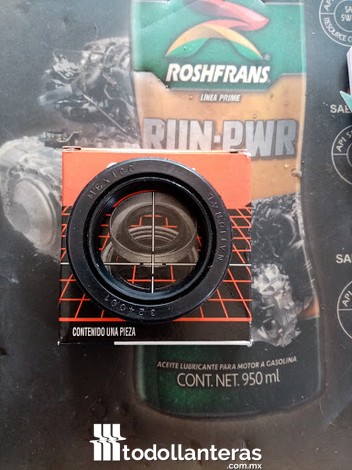 ROSHFRANS
LINEA PRIME
RUN-PWR
MEXICO
NATIONAL
CONTENIDO UNA PIEZA
ACEITE LUBRICANTE PARA MOTOR A GASOLINA
CONT. NET. 950 ml
todollanteras
.com.mx